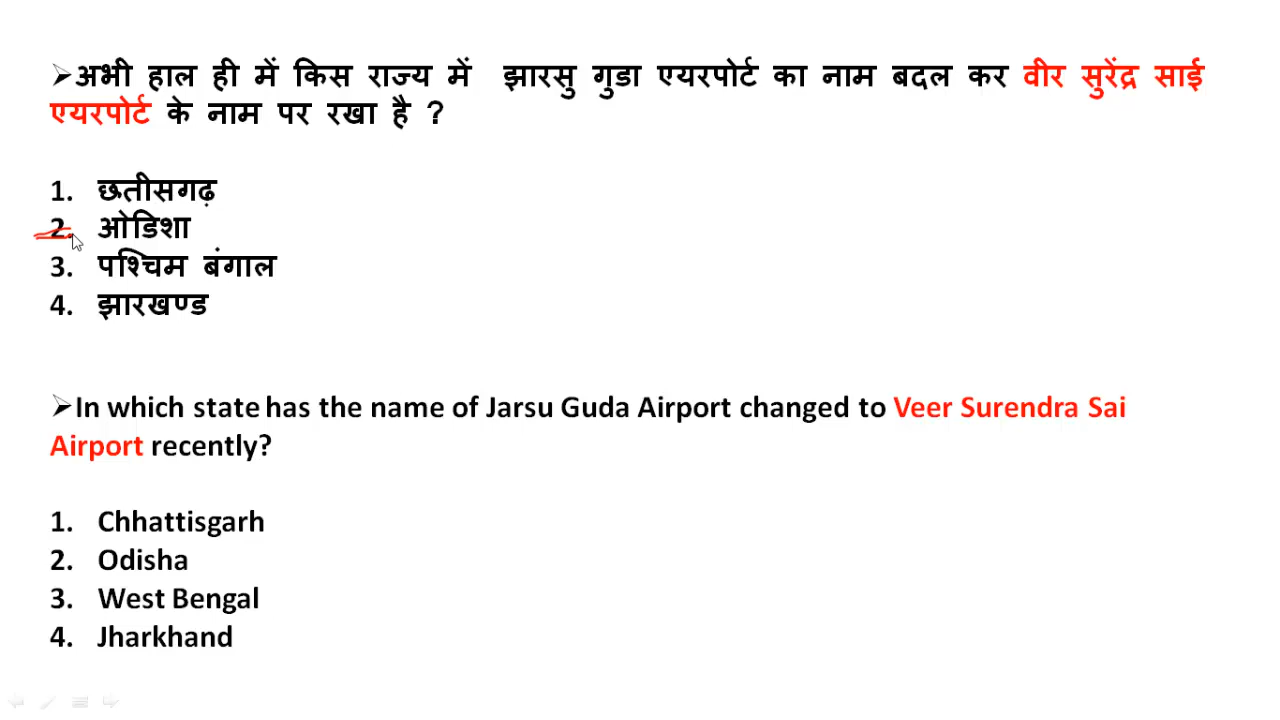 ➢अभी हाल ही में किस राज्य में झारसु गुडा एयरपोर्ट का नाम बदल कर वीर सुरेंद्र साई
एयरपोर्ट के नाम पर रखा है ?
1. छतीसगढ़
2. ओडिशा
3. पश्चिम बंगाल
4. झारखण्ड
➢In which state has the name of Jarsu Guda Airport changed to Veer Surendra Sai
Airport recently?
1. Chhattisgarh
2. Odisha
3. West Bengal
4. Jharkhand